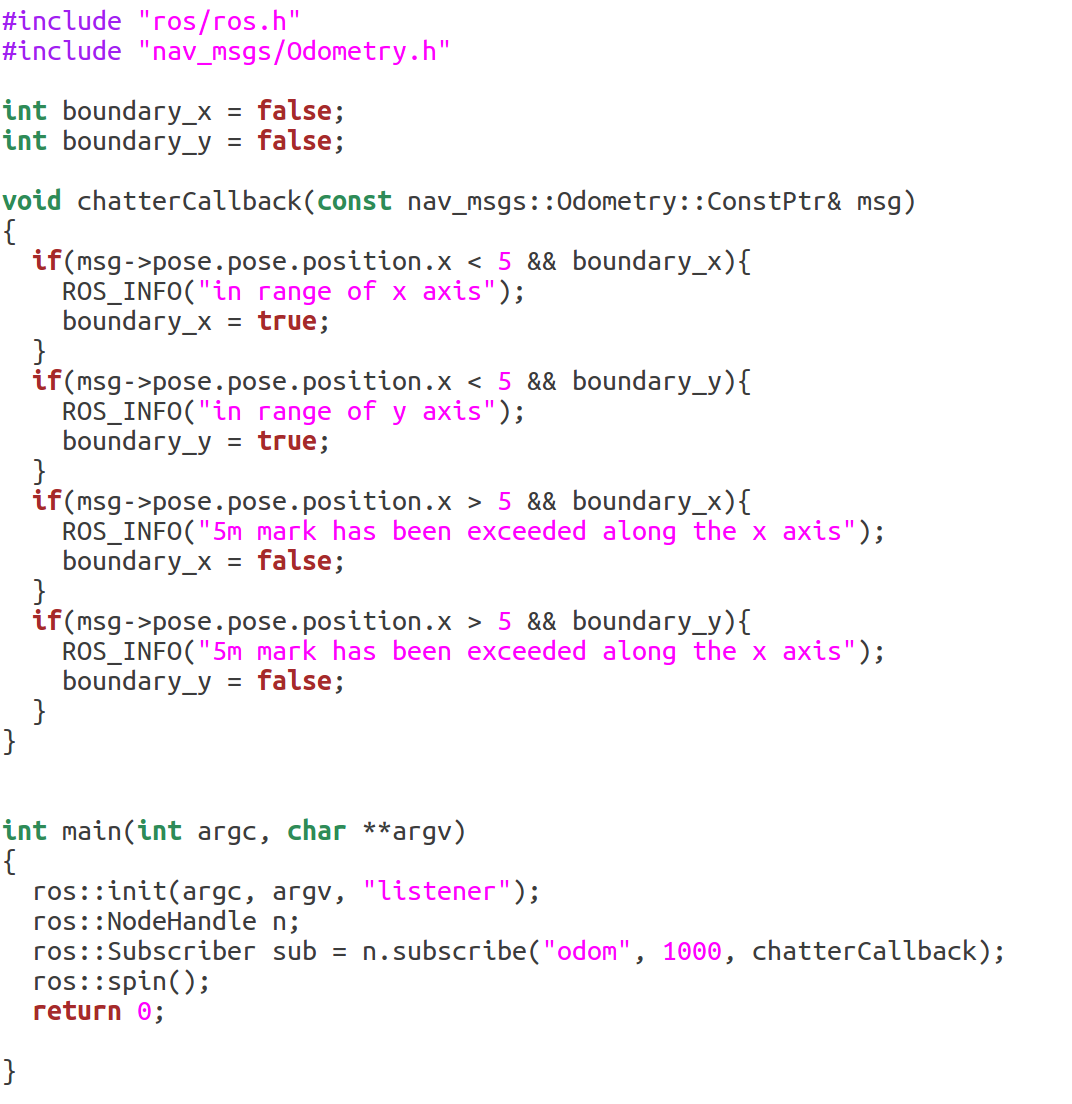 #include "ros/ros.h"
#include "nav_msgs/Odometry.h"

int boundary_x = false;
int boundary_y = false;

void chatterCallback(const nav_msgs::Odometry::ConstPtr& msg)
{
  if(msg->pose.pose.position.x < 5 && boundary_x){
    ROS_INFO("in range of x axis");
    boundary_x = true;
  }
  if(msg->pose.pose.position.x < 5 && boundary_y){
    ROS_INFO("in range of y axis");
    boundary_y = true;
  }
  if(msg->pose.pose.position.x > 5 && boundary_x){
    ROS_INFO("5m mark has been exceeded along the x axis");
    boundary_x = false;
  }
  if(msg->pose.pose.position.x > 5 && boundary_y){
    ROS_INFO("5m mark has been exceeded along the x axis");
    boundary_y = false;
  }
}


int main(int argc, char **argv)
{
  ros::init(argc, argv, "listener");
  ros::NodeHandle n;
  ros::Subscriber sub = n.subscribe("odom", 1000, chatterCallback);
  ros::spin();
  return 0;

}